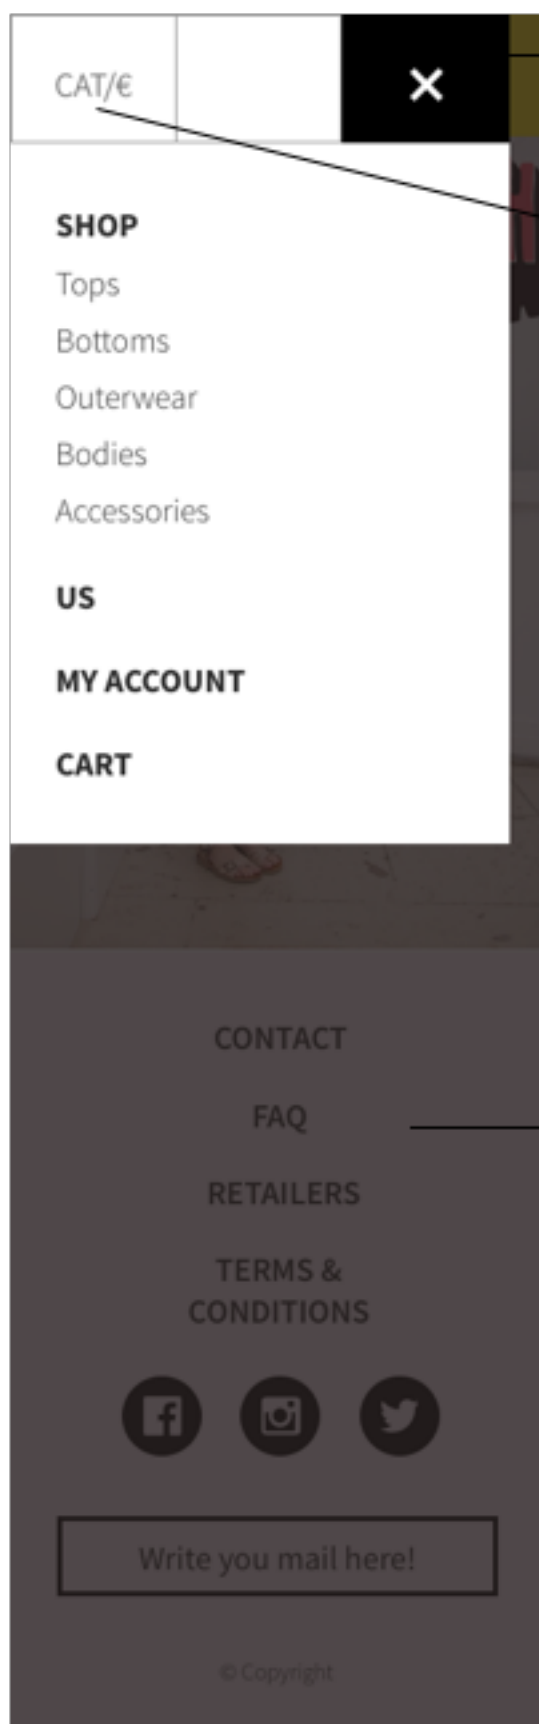 CAT/€
SHOP
Tops
Bottoms
Outerwear
Bodies
Accessories
US
MY ACCOUNT
CART
CONTACT
FAQ
RETAILERS
TERMS &
CONDITIONS
Write you mail here!
© Copyright